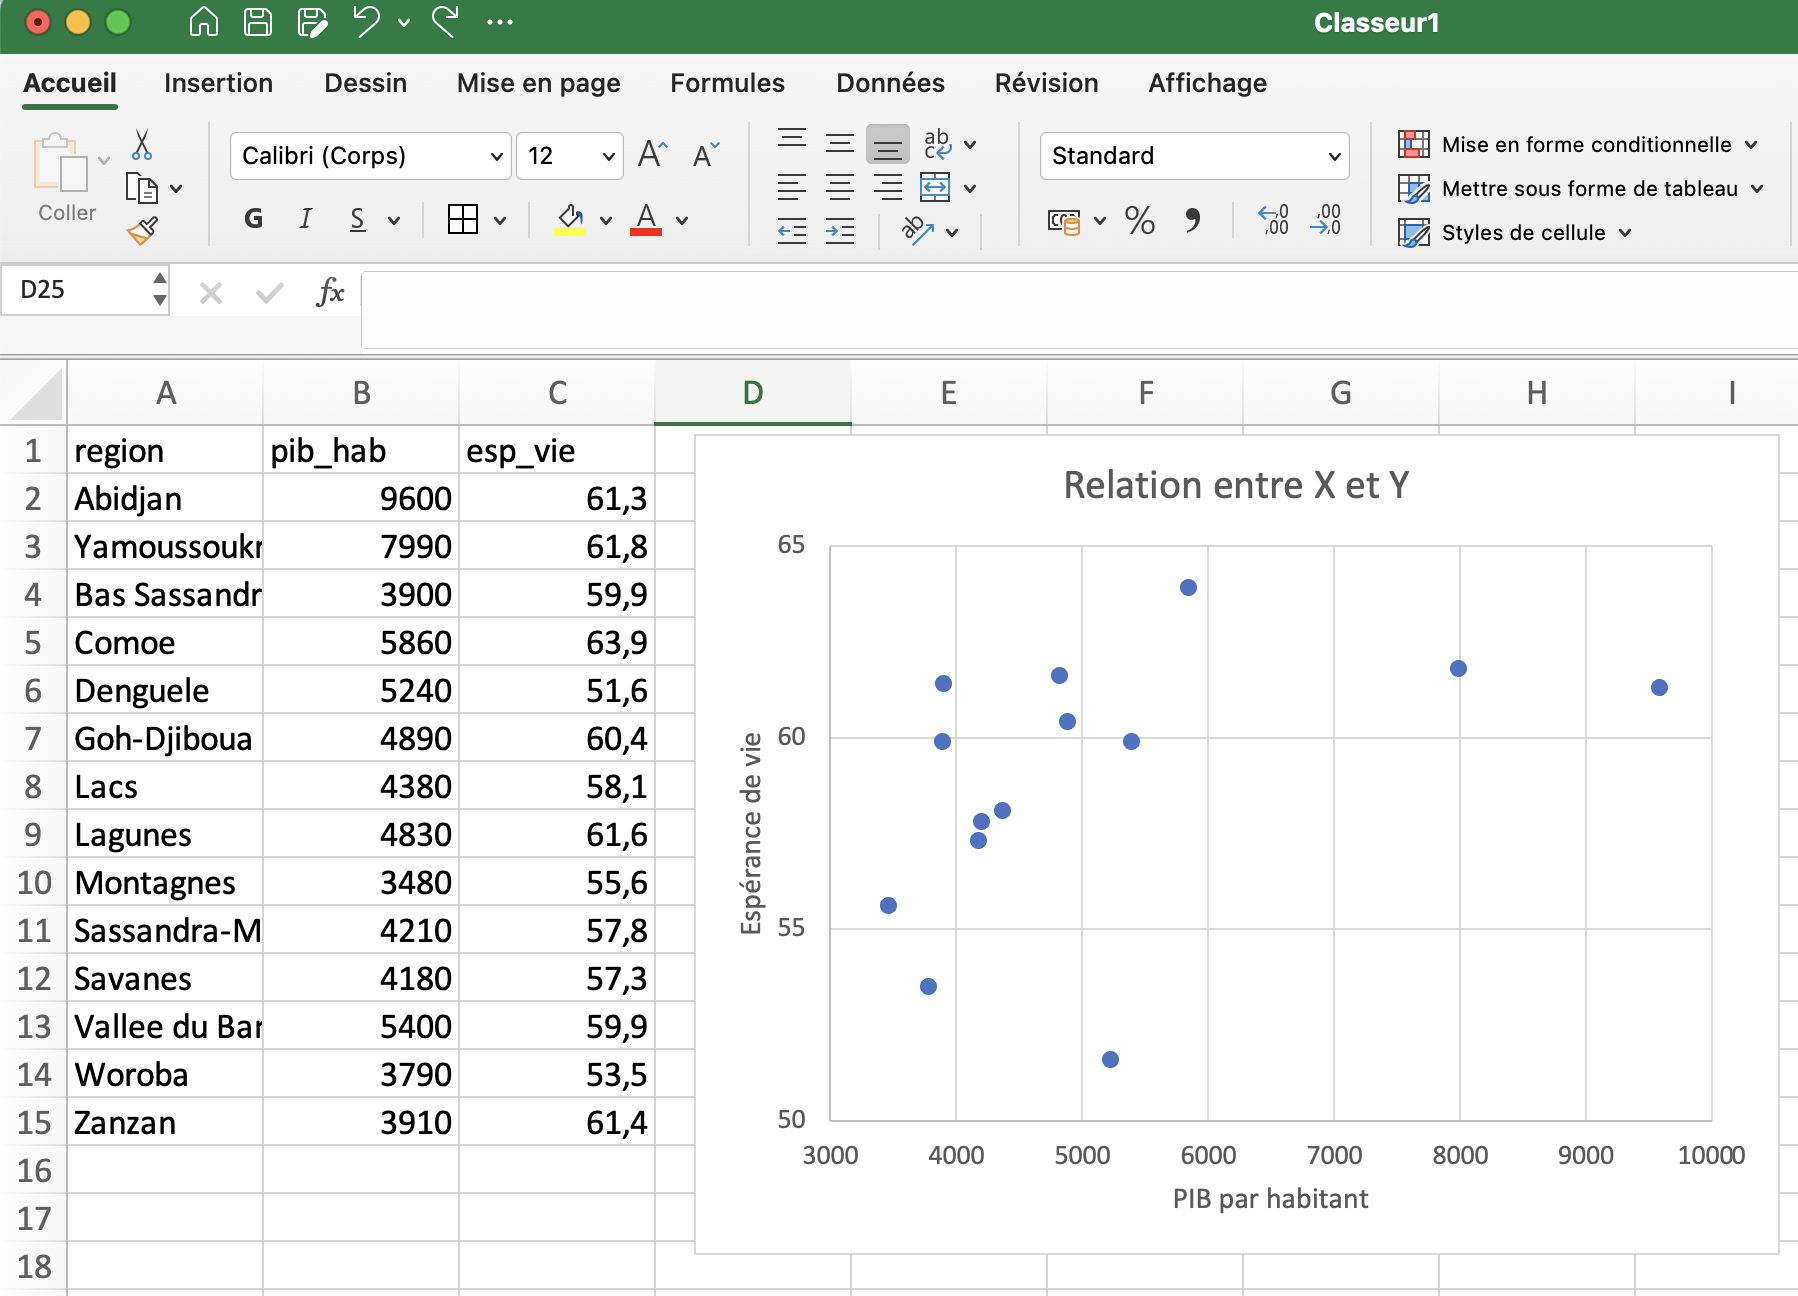 Classeur1
Accueil Insertion Dessin Mise en page Formules Données Révision Affichage
Coller
Calibri (Corps) 12
G I S
Standard
Mise en forme conditionnelle
Mettre sous forme de tableau
Styles de cellule
D25 fx
A B C D E F G H I
1 region pib_hab esp_vie
2 Abidjan 9600 61,3
3 Yamoussoukr 7990 61,8
4 Bas Sassandr 3900 59,9
5 Comoe 5860 63,9
6 Denguele 5240 51,6
7 Goh-Djiboua 4890 60,4
8 Lacs 4380 58,1
9 Lagunes 4830 61,6
10 Montagnes 3480 55,6
11 Sassandra-M 4210 57,8
12 Savanes 4180 57,3
13 Vallee du Bar 5400 59,9
14 Woroba 3790 53,5
15 Zanzan 3910 61,4
16
17
18
Relation entre X et Y
Espérance de vie
65
60
55
50
3000 4000 5000 6000 7000 8000 9000 10000
PIB par habitant